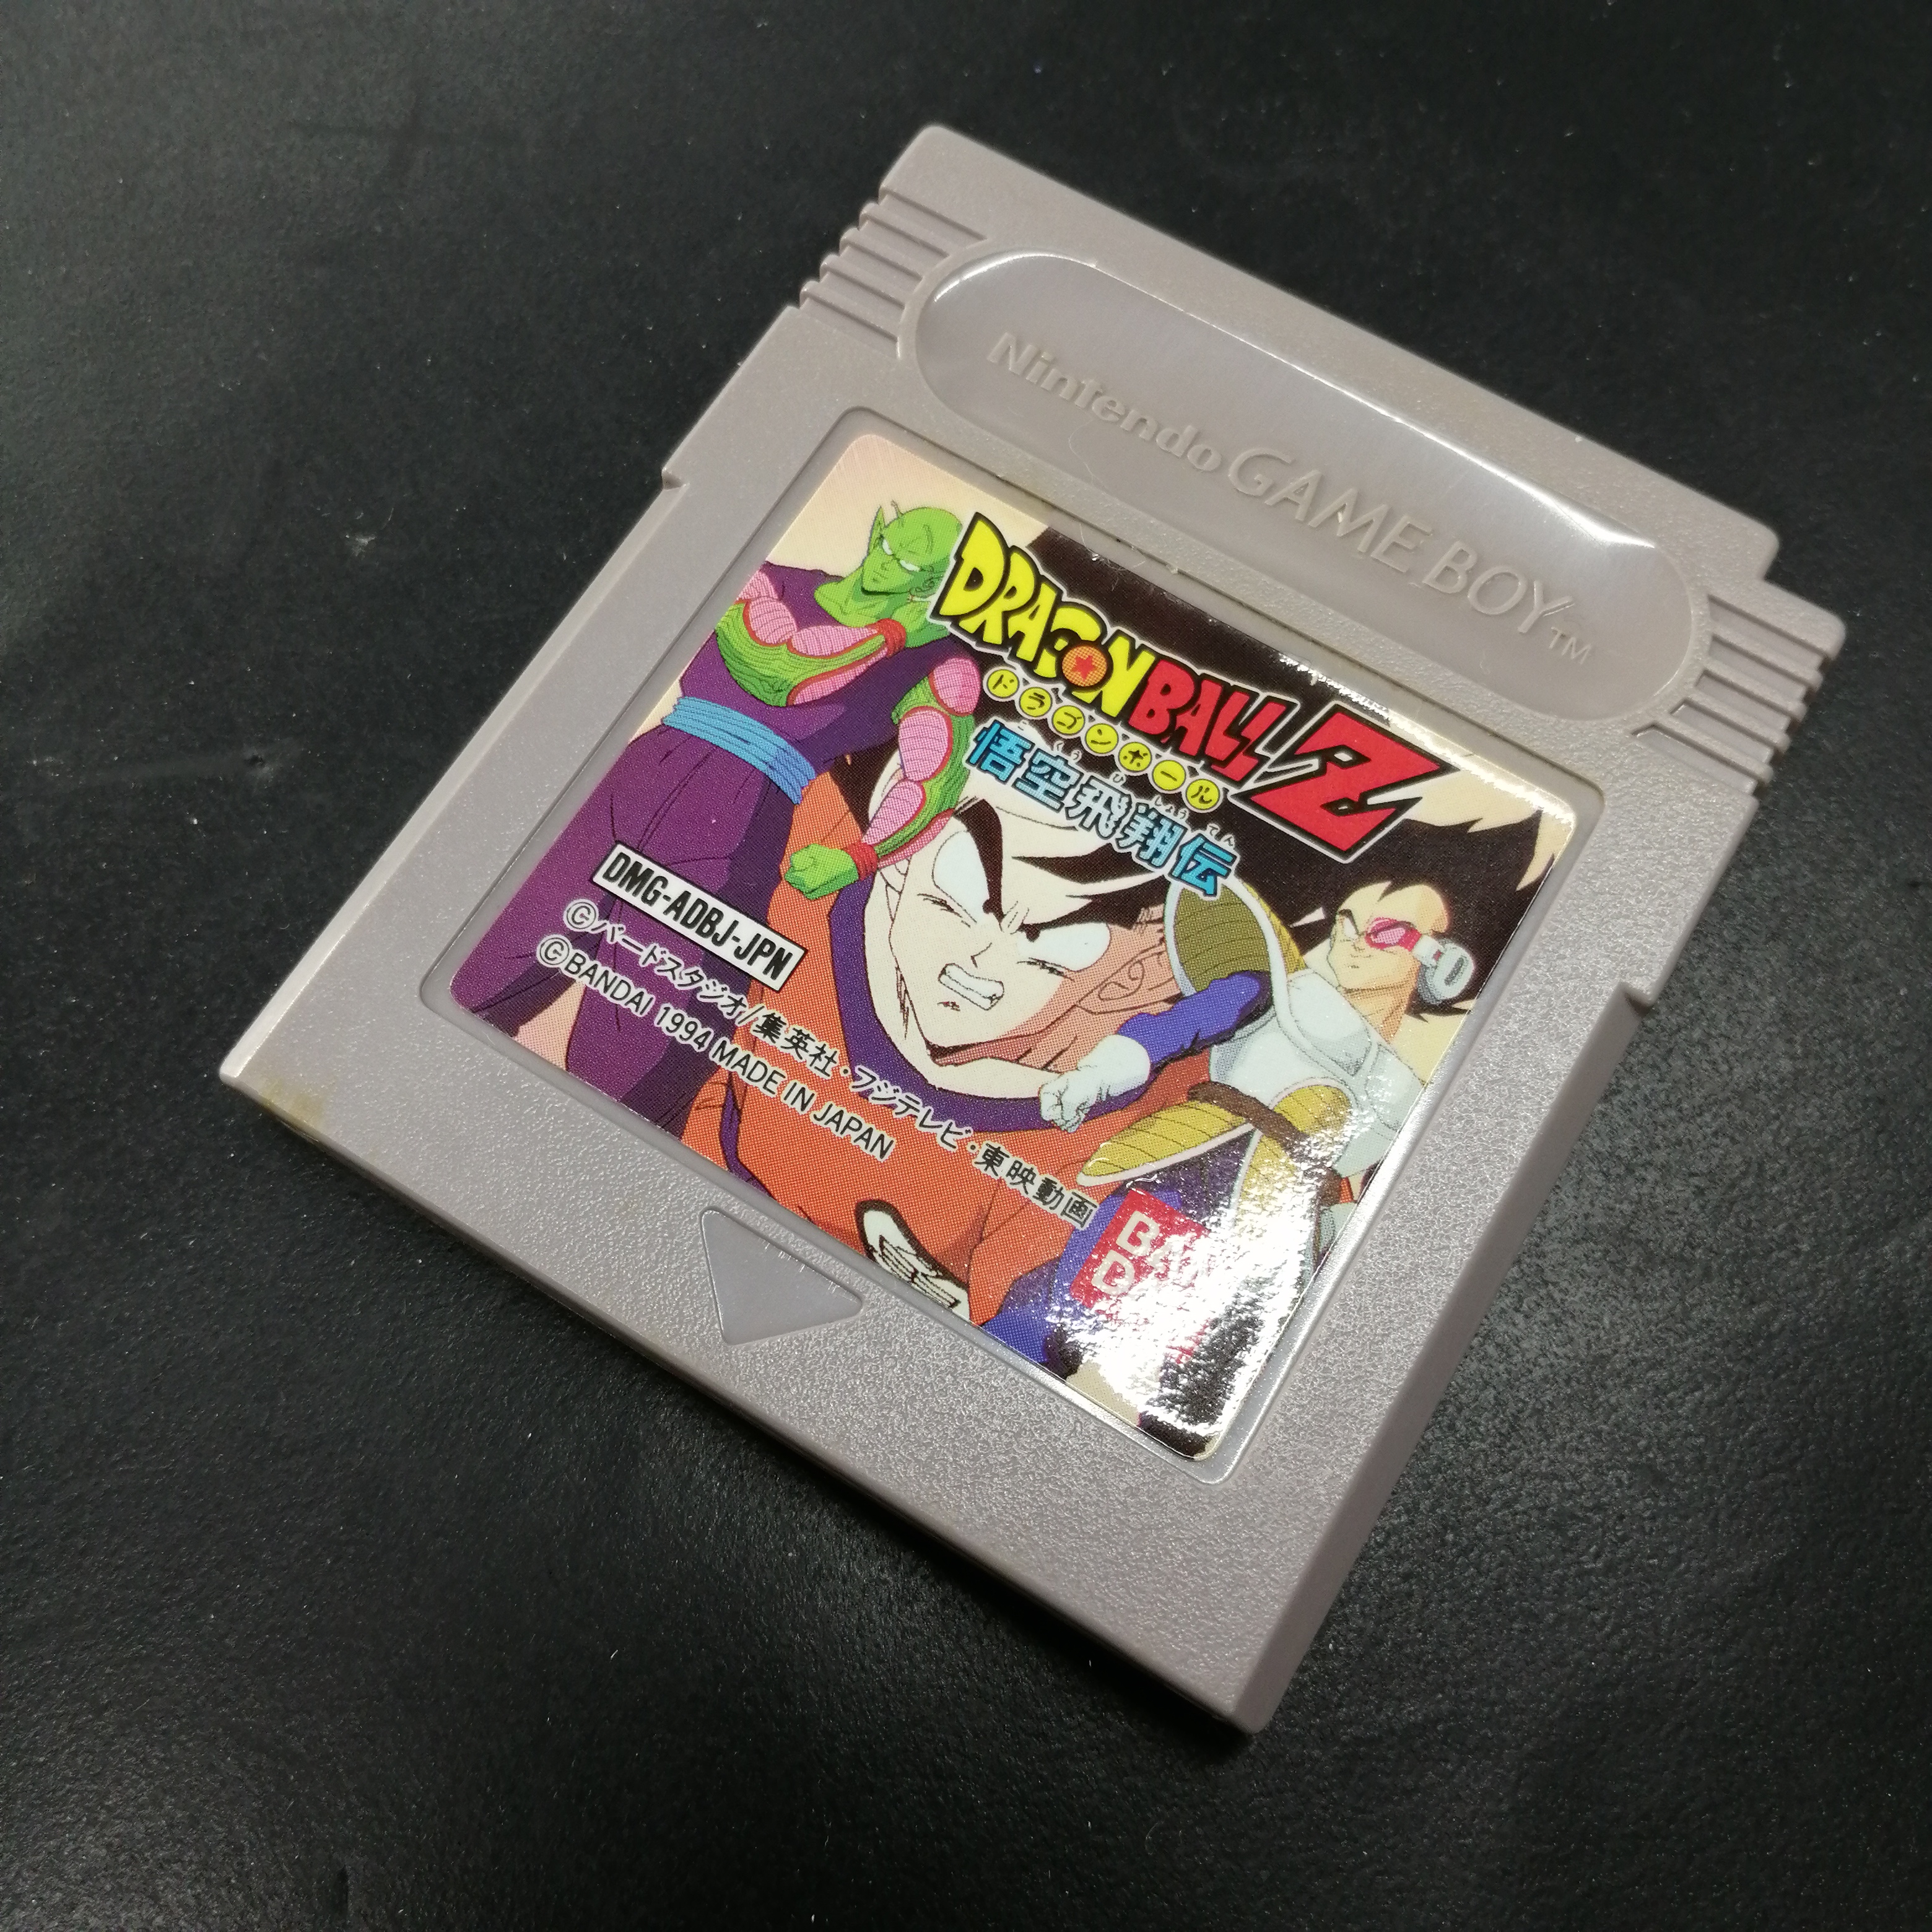 Nintendo GAME BOY™
DRAGON BALL Z
ドラゴンボール
悟空飛翔伝
DMG-ADBJ-JPN
©バードスタジオ/集英社・フジテレビ・東映動画
©BANDAI 1994 MADE IN JAPAN